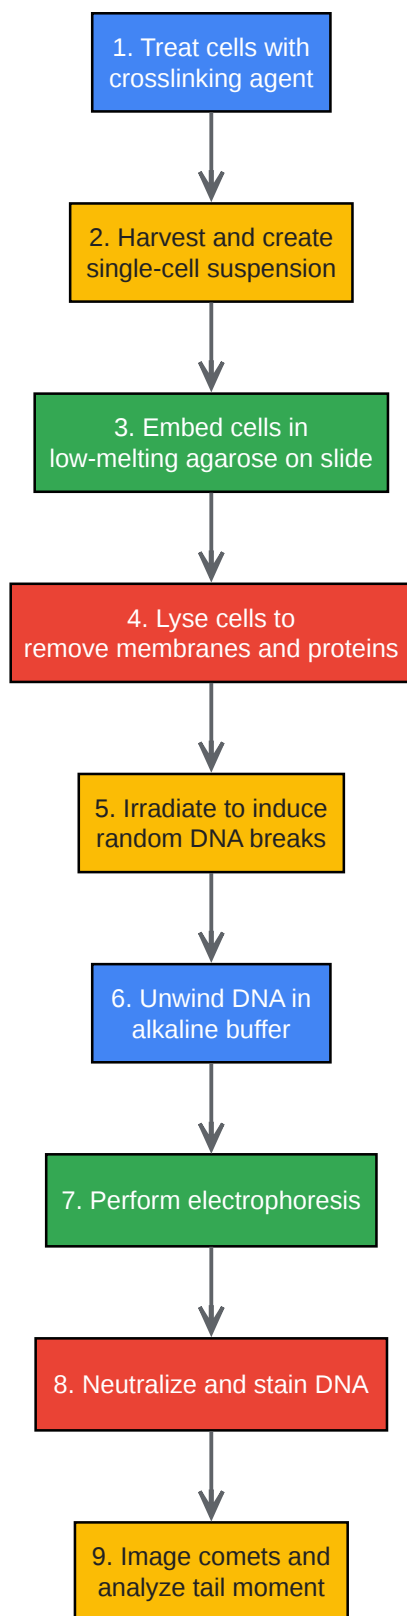 1. Treat cells with
crosslinking agent
2. Harvest and create
single-cell suspension
3. Embed cells in
low-melting agarose on slide
4. Lyse cells to
remove membranes and proteins
5. Irradiate to induce
random DNA breaks
6. Unwind DNA in
alkaline buffer
7. Perform electrophoresis
8. Neutralize and stain DNA
9. Image comets and
analyze tail moment